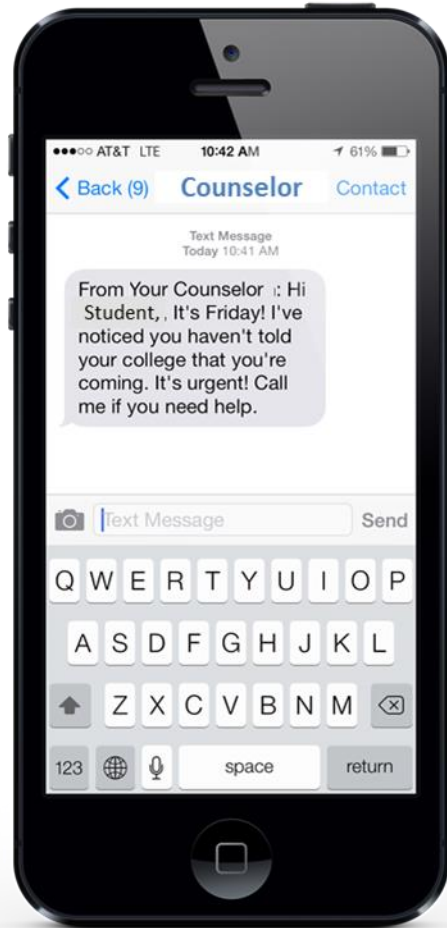 AT&T LTE 10:42 AM 61%
Back (9) Counselor Contact
Text Message
Today 10:41 AM
From Your Counselor : Hi
Student, , It's Friday! I've
noticed you haven't told
your college that you're
coming. It's urgent! Call
me if you need help.
Text Message Send
Q W E R T Y U I O P
A S D F G H J K L
Z X C V B N M
123 space return